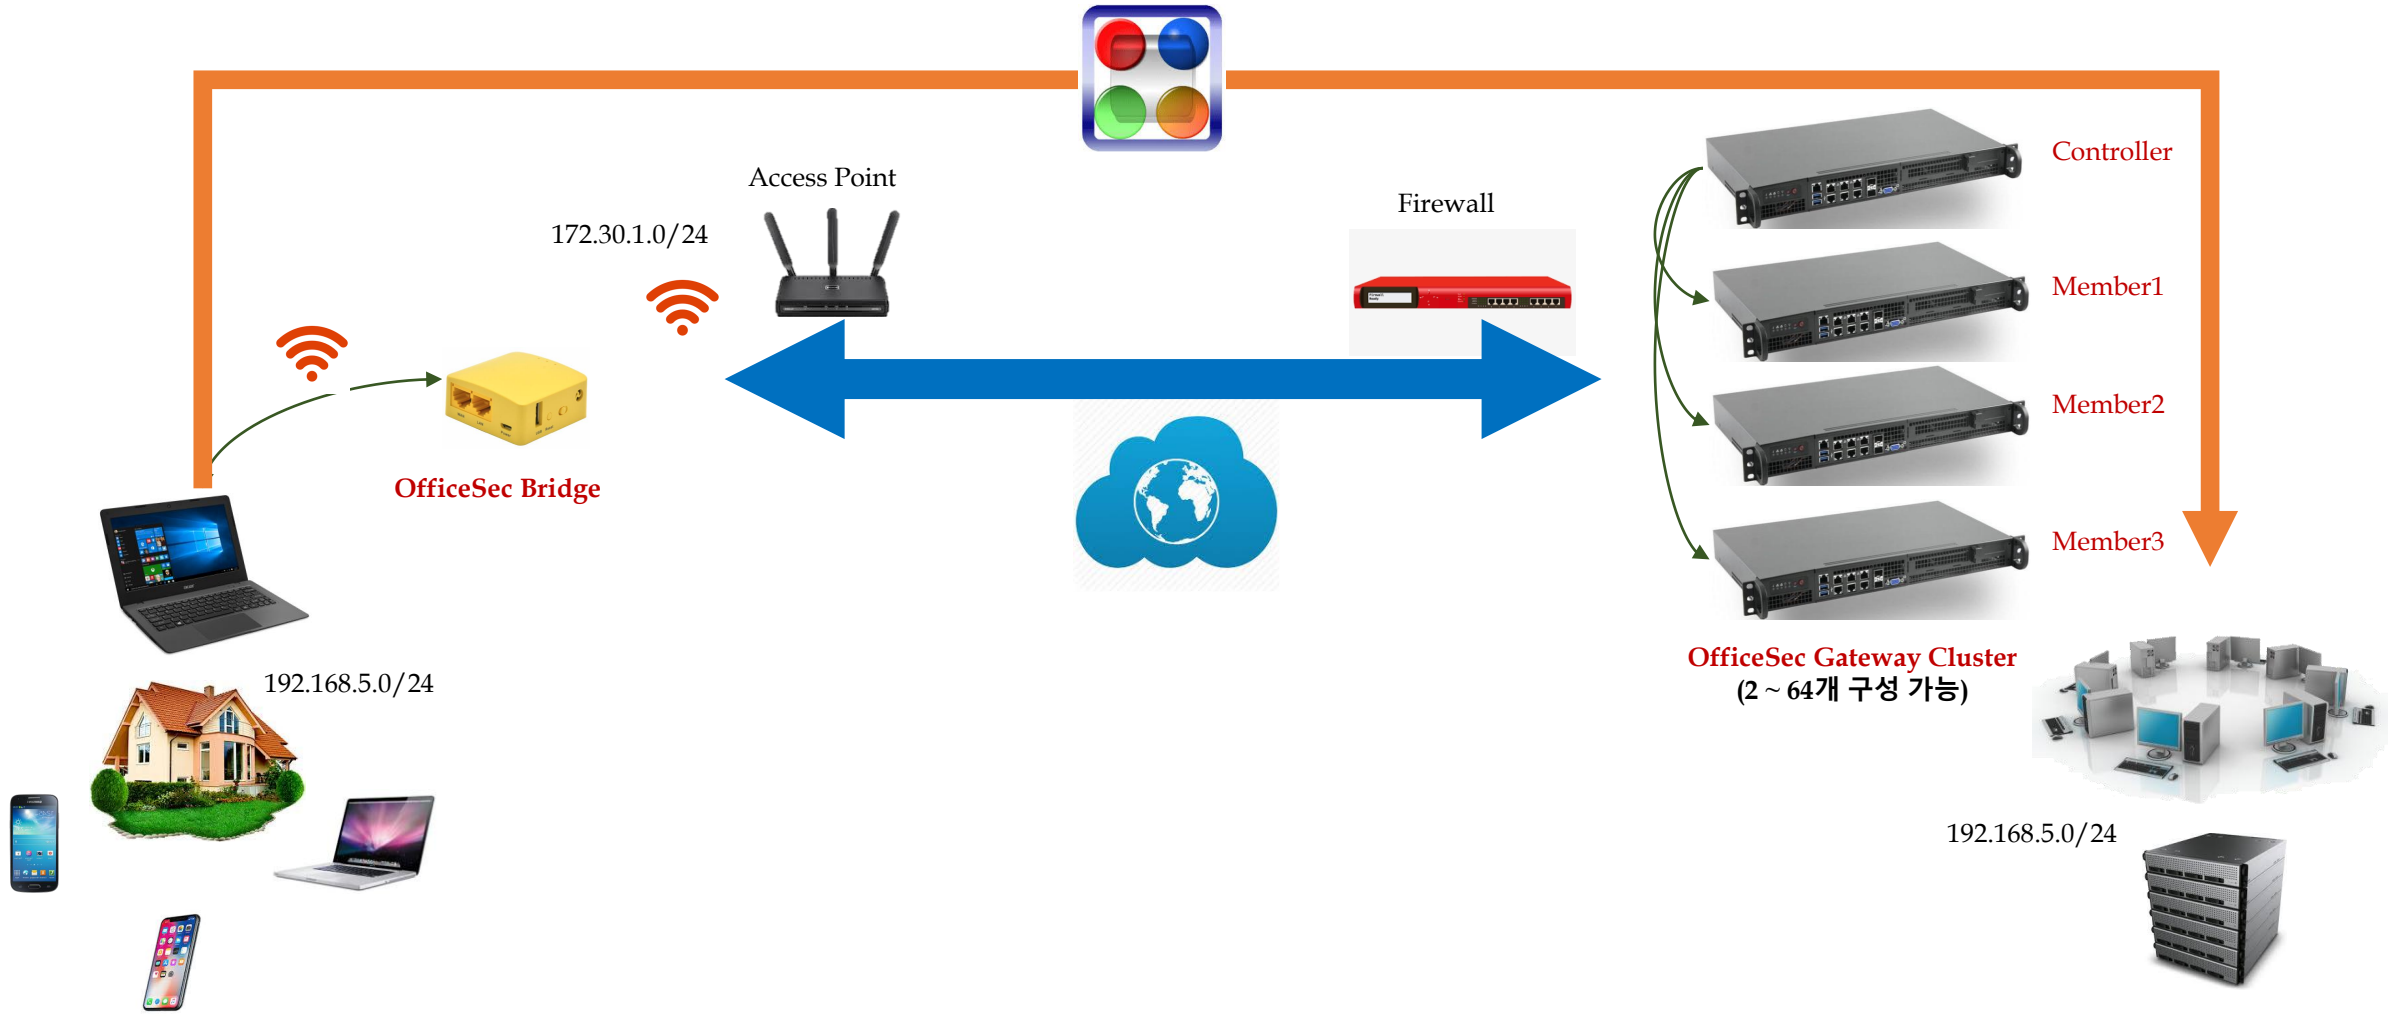 Access Point
172.30.1.0/24
Firewall
Controller
Member1
Member2
Member3
OfficeSec Bridge
192.168.5.0/24
OfficeSec Gateway Cluster
(2 ~ 64개 구성 가능)
192.168.5.0/24